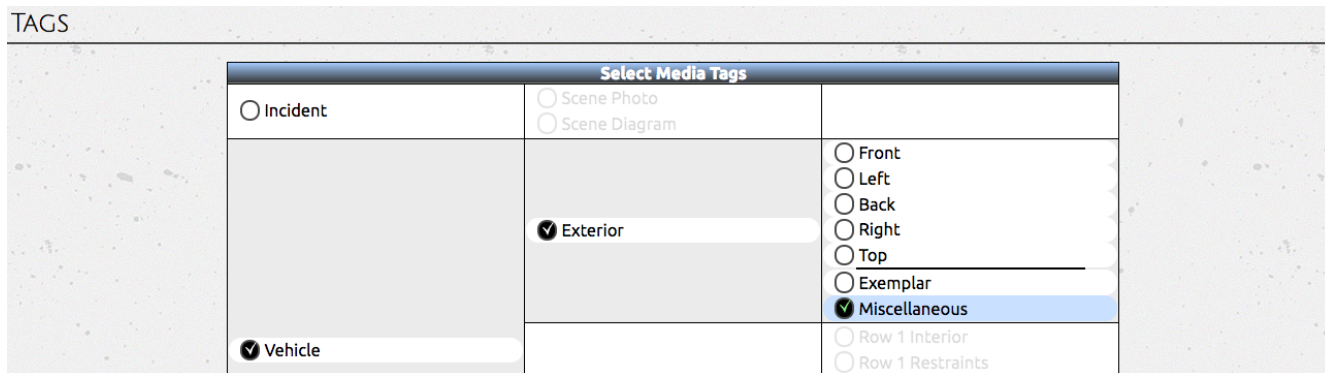 TAGS
Select Media Tags
Incident
Scene Photo
Scene Diagram
Vehicle
Exterior
Front
Left
Back
Right
Top
Exemplar
Miscellaneous
Row 1 Interior
Row 1 Restraints